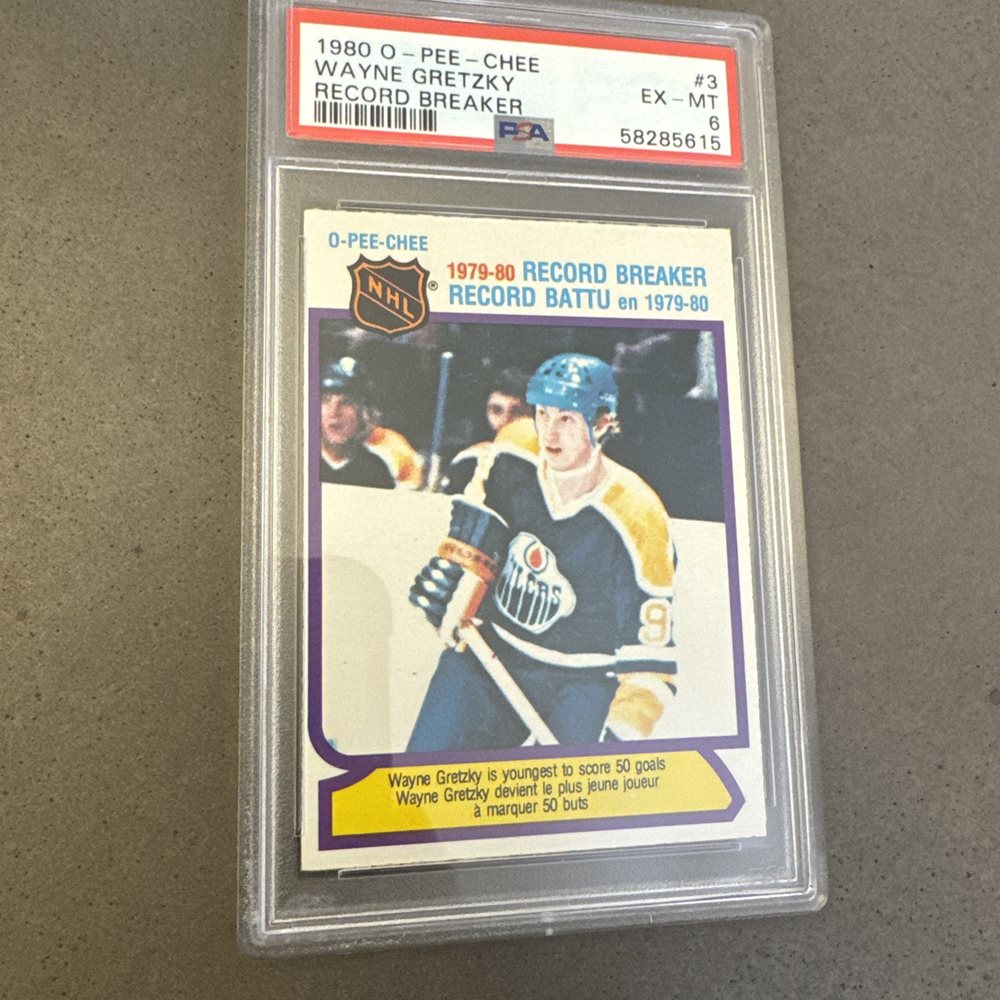 1980 O-PEE-CHEE #3
WAYNE GRETZKY EX-MT
RECORD BREAKER 6
PSA 58285615
O-PEE-CHEE
NHL®
1979-80 RECORD BREAKER
RECORD BATTU en 1979-80
OILERS
9
Wayne Gretzky is youngest to score 50 goals
Wayne Gretzky devient le plus jeune joueur
à marquer 50 buts